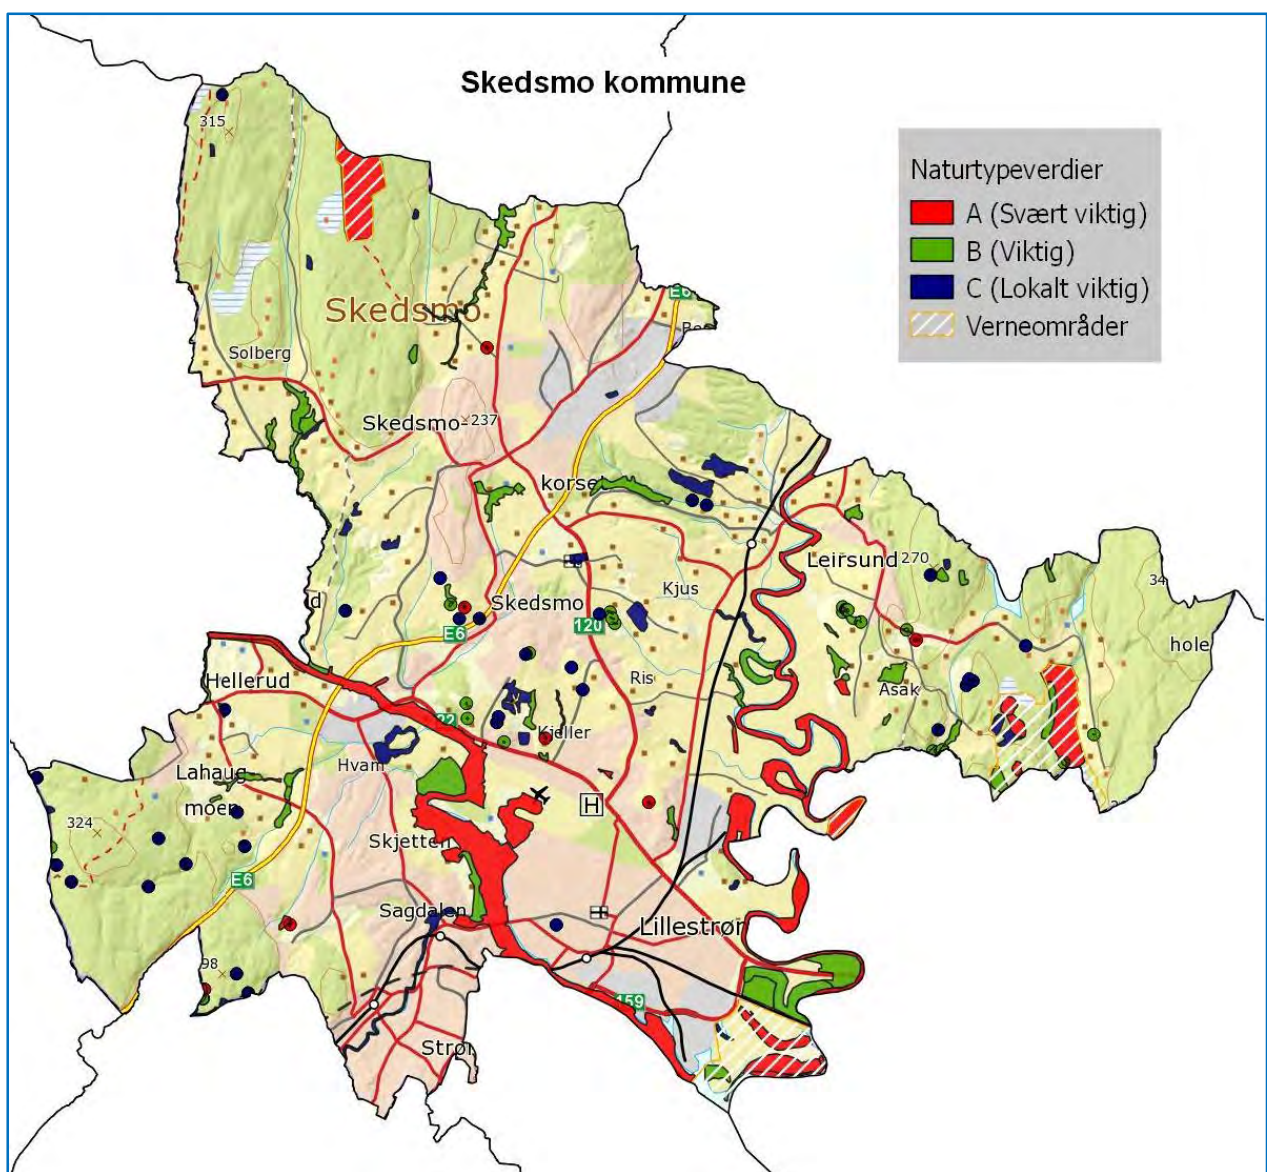 Skedsmo kommune
Naturtypeverdier
A (Svært viktig)
B (Viktig)
C (Lokalt viktig)
Verneområder
315
Skedsmo
E6
Solberg
Skedsmo- 237
korse
Leirsund 270
34
Kjus
Skedsmo
d
E6
120
hole
Hellerud
Ris
Asak
22
Kjeller
Hvam
Lahaug
moen
H
324
Skjetten
E6
Sagdalen
Lillestrøm
98
159
Strø